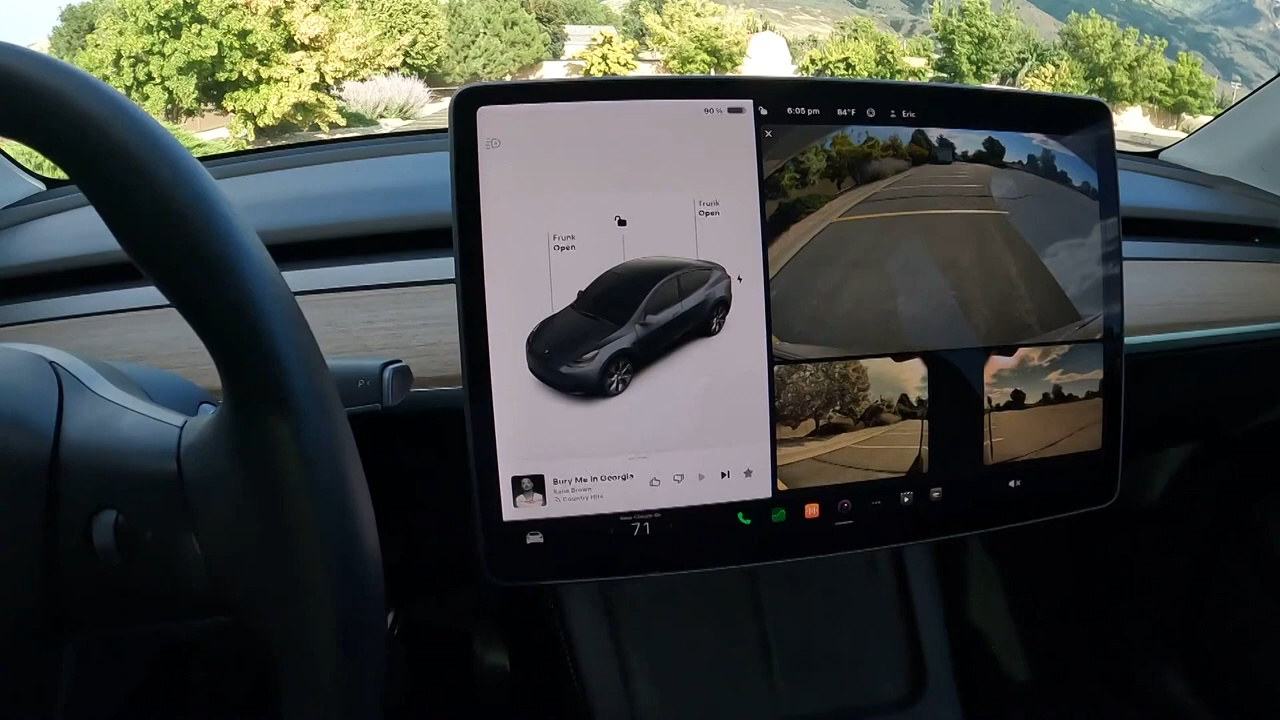 90 %
6:05 pm 84°F Eric
Trunk
Open
Frunk
Open
Bury Me in Georgia
Kane Brown
Country Hits
71
P